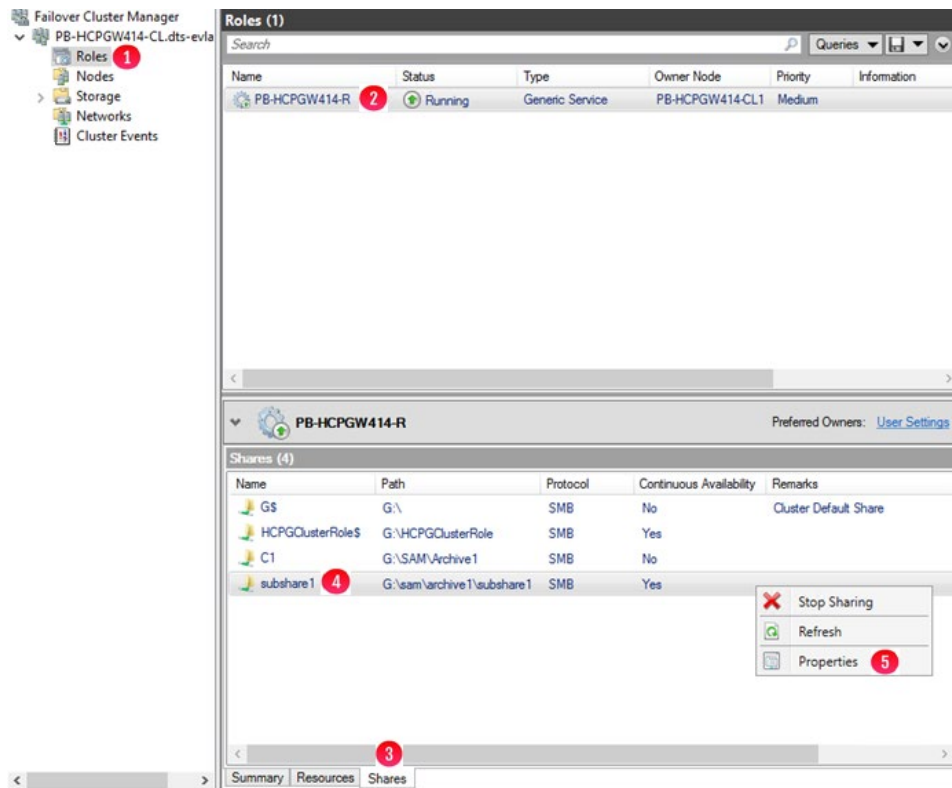 Failover Cluster Manager
PB-HCPGW414-CL.dts-evla
Roles 1
Nodes
Storage
Networks
Cluster Events
Roles (1)
Search Queries
Name Status Type Owner Node Priority Information
PB-HCPGW414-R 2 Running Generic Service PB-HCPGW414-CL1 Medium
PB-HCPGW414-R Preferred Owners: User Settings
Shares (4)
Name Path Protocol Continuous Availability Remarks
G$ G:\ SMB No Cluster Default Share
HCPGClusterRole$ G:\HCPGClusterRole SMB Yes
C1 G:\SAM\Archive1 SMB No
subshare1 4 G:\sam\archive1\subshare1 SMB Yes
Stop Sharing
Refresh
Properties 5
3
Summary Resources Shares